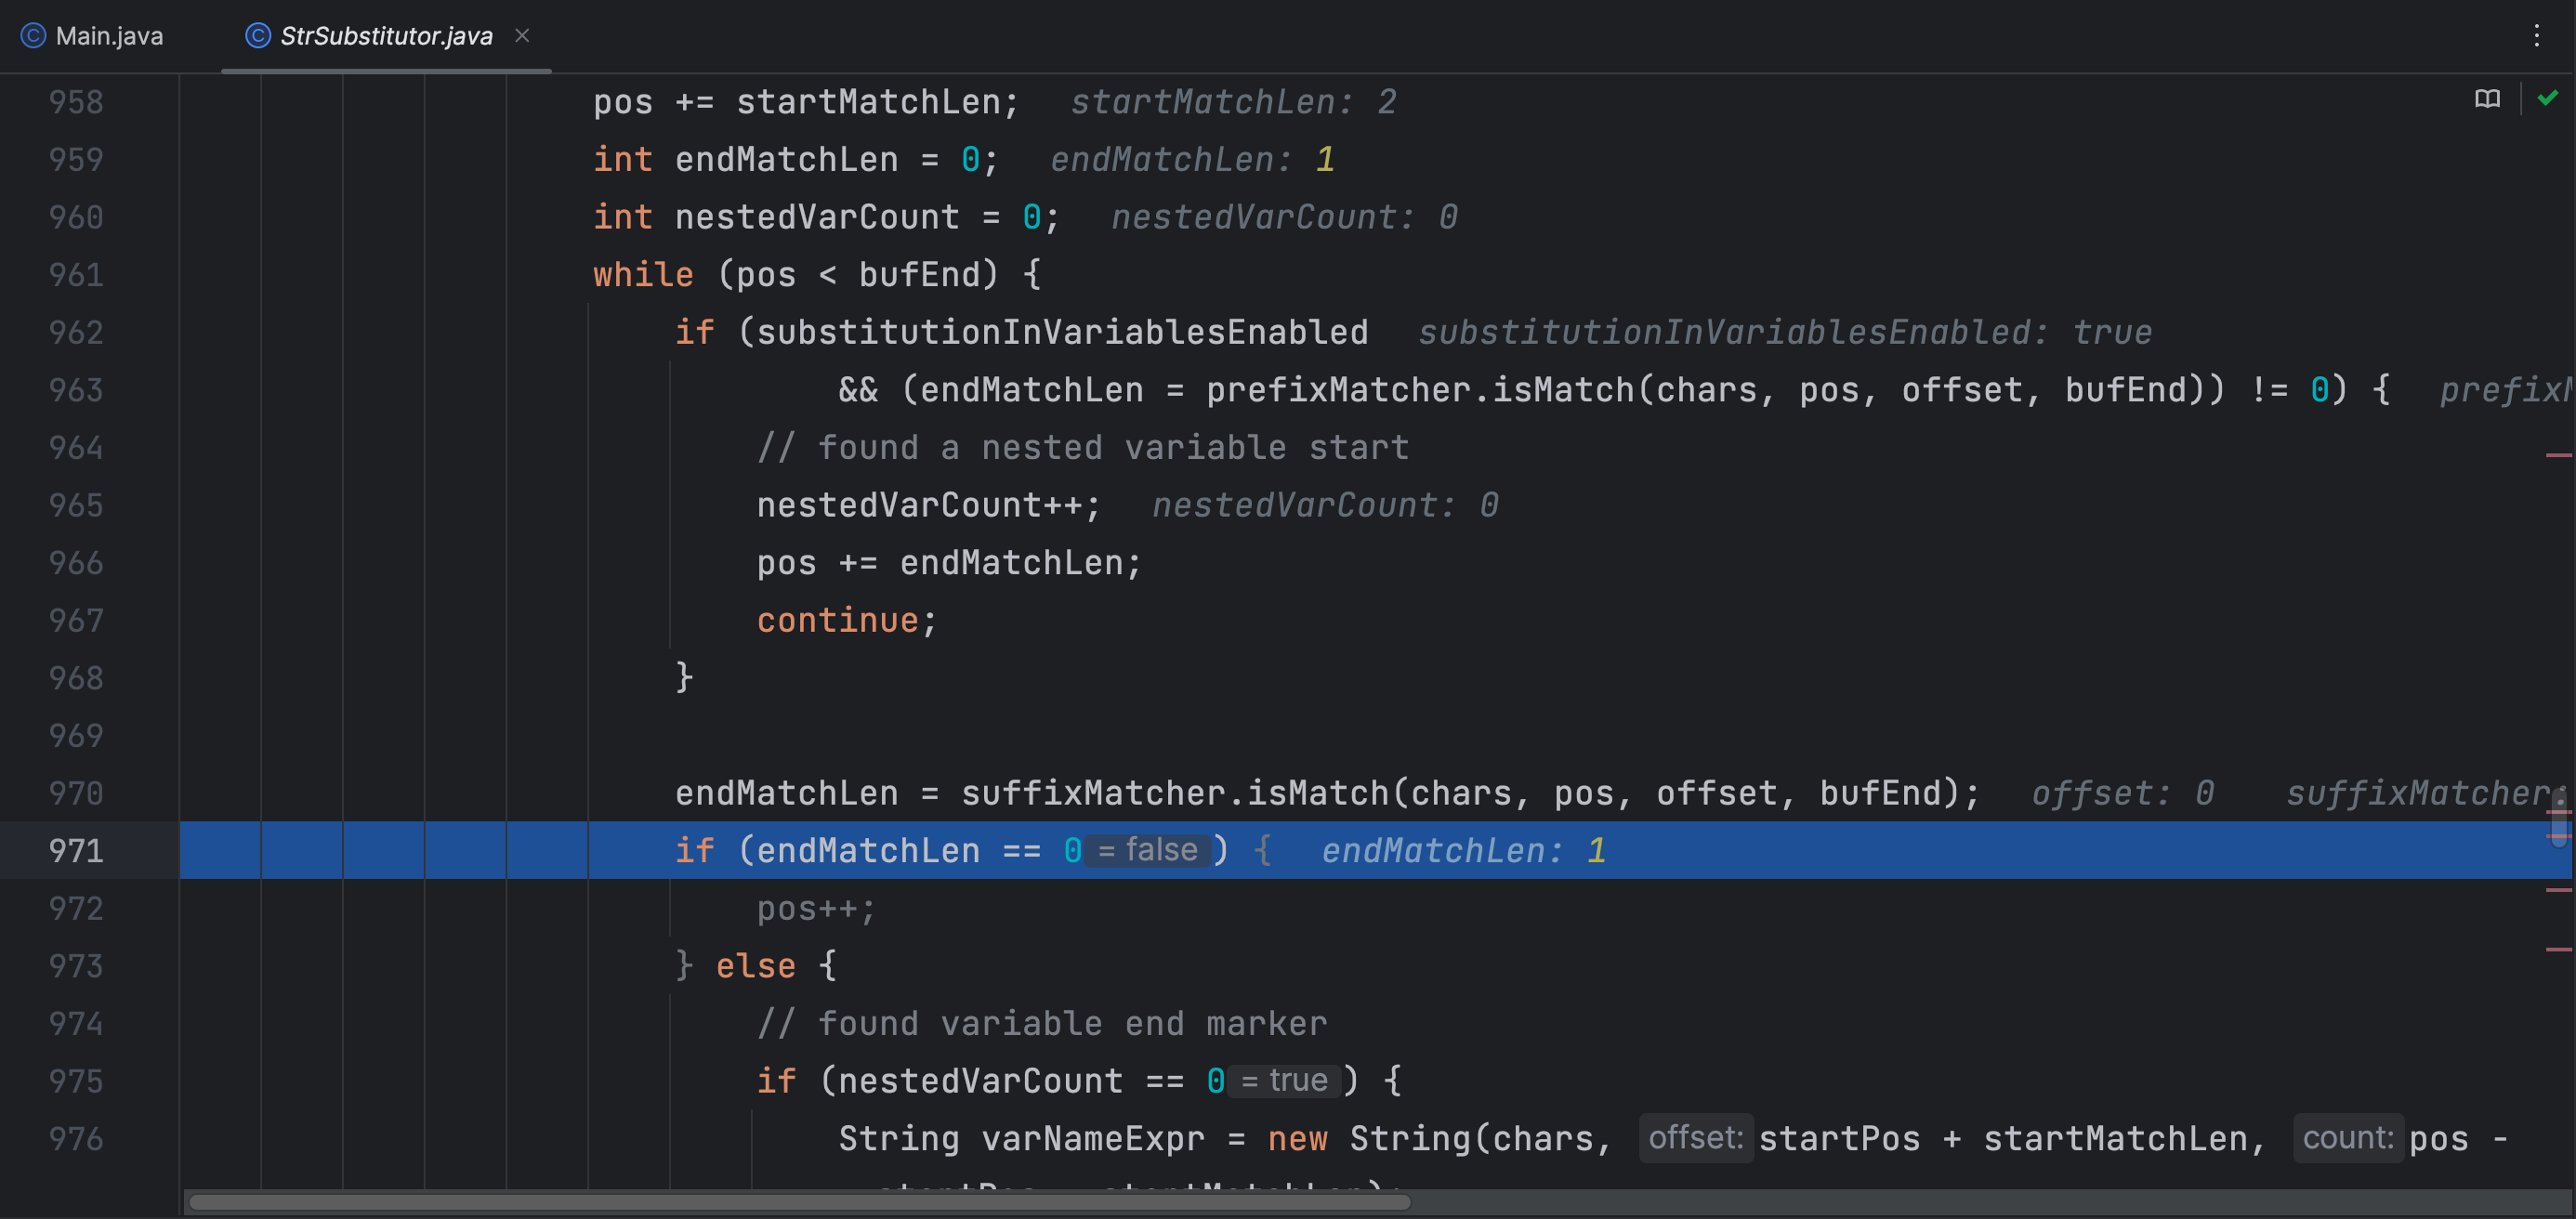 Main.java StrSubstitutor.java
958 pos += startMatchLen; startMatchLen: 2
959 int endMatchLen = 0; endMatchLen: 1
960 int nestedVarCount = 0; nestedVarCount: 0
961 while (pos < bufEnd) {
962 if (substitutionInVariablesEnabled substitutionInVariablesEnabled: true
963 && (endMatchLen = prefixMatcher.isMatch(chars, pos, offset, bufEnd)) != 0) {
964 // found a nested variable start
965 nestedVarCount++; nestedVarCount: 0
966 pos += endMatchLen;
967 continue;
968 }
969
970 endMatchLen = suffixMatcher.isMatch(chars, pos, offset, bufEnd); offset: 0 suffixMatcher:
971 if (endMatchLen == 0 = false ) { endMatchLen: 1
972 pos++;
973 } else {
974 // found variable end marker
975 if (nestedVarCount == 0 = true ) {
976 String varNameExpr = new String(chars, offset: startPos + startMatchLen, count: pos -